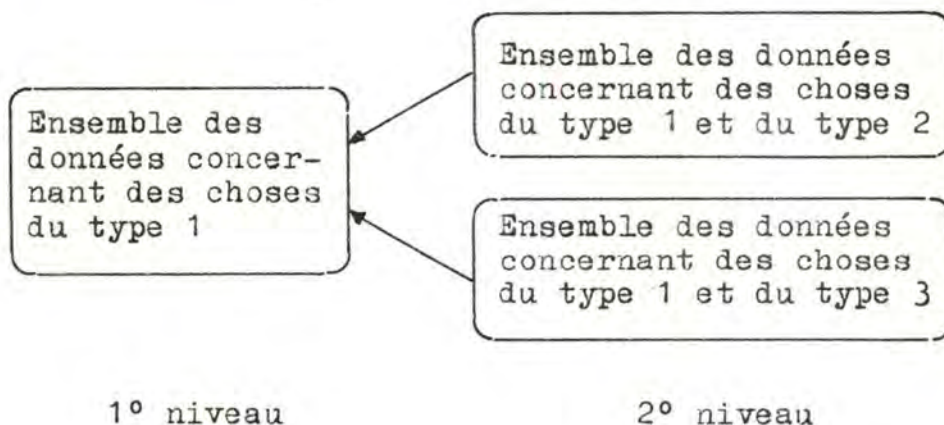 Ensemble des
données concer-
nant des choses
du type 1
Ensemble des données
concernant des choses
du type 1 et du type 2
Ensemble des données
concernant des choses
du type 1 et du type 3
1º niveau
2º niveau